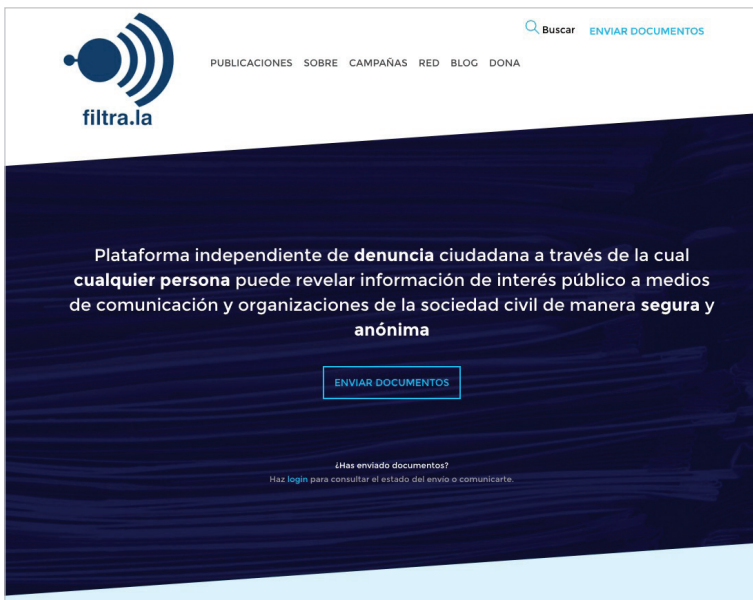 Buscar ENVIAR DOCUMENTOS
PUBLICACIONES SOBRE CAMPAÑAS RED BLOG DONA
filtra.la
Plataforma independiente de denuncia ciudadana a través de la cual
cualquier persona puede revelar información de interés público a medios
de comunicación y organizaciones de la sociedad civil de manera segura y
anónima
ENVIAR DOCUMENTOS
¿Has enviado documentos?
Haz login para consultar el estado del envío o comunicarte.